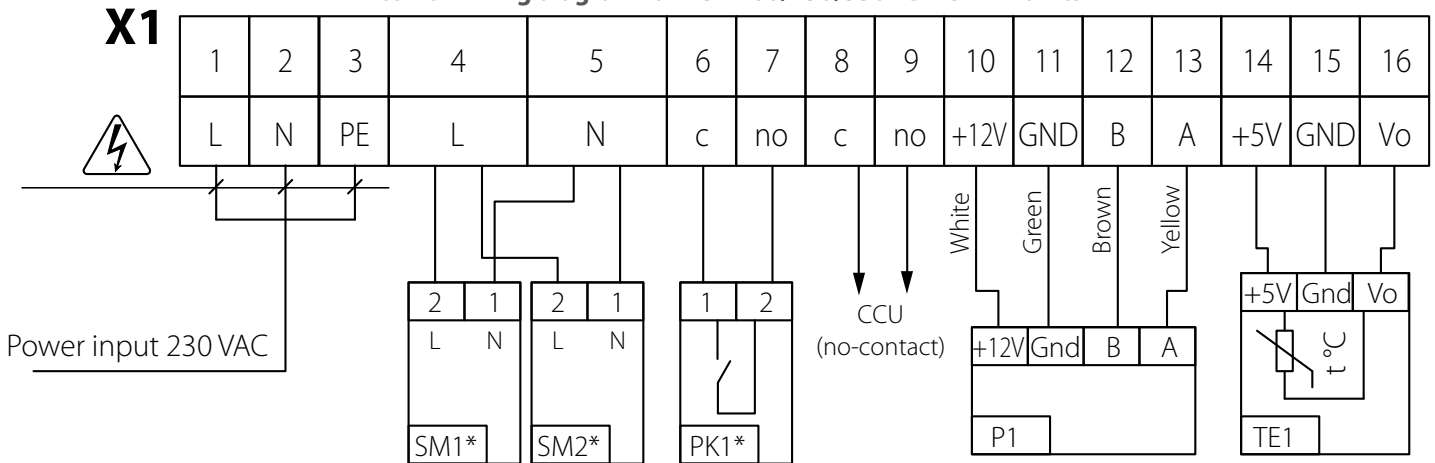 X1
1 2 3 4 5 6 7 8 9 10 11 12 13 14 15 16
L N PE L N c no c no +12V GND B A +5V GND Vo
White
Green
Brown
Yellow
2 1 2 1
L N L N
SM1*
SM2*
1 2
PK1*
CCU
(no-contact)
+12V Gnd B A
P1
+5V Gnd Vo
t °C
TE1
Power input 230 VAC